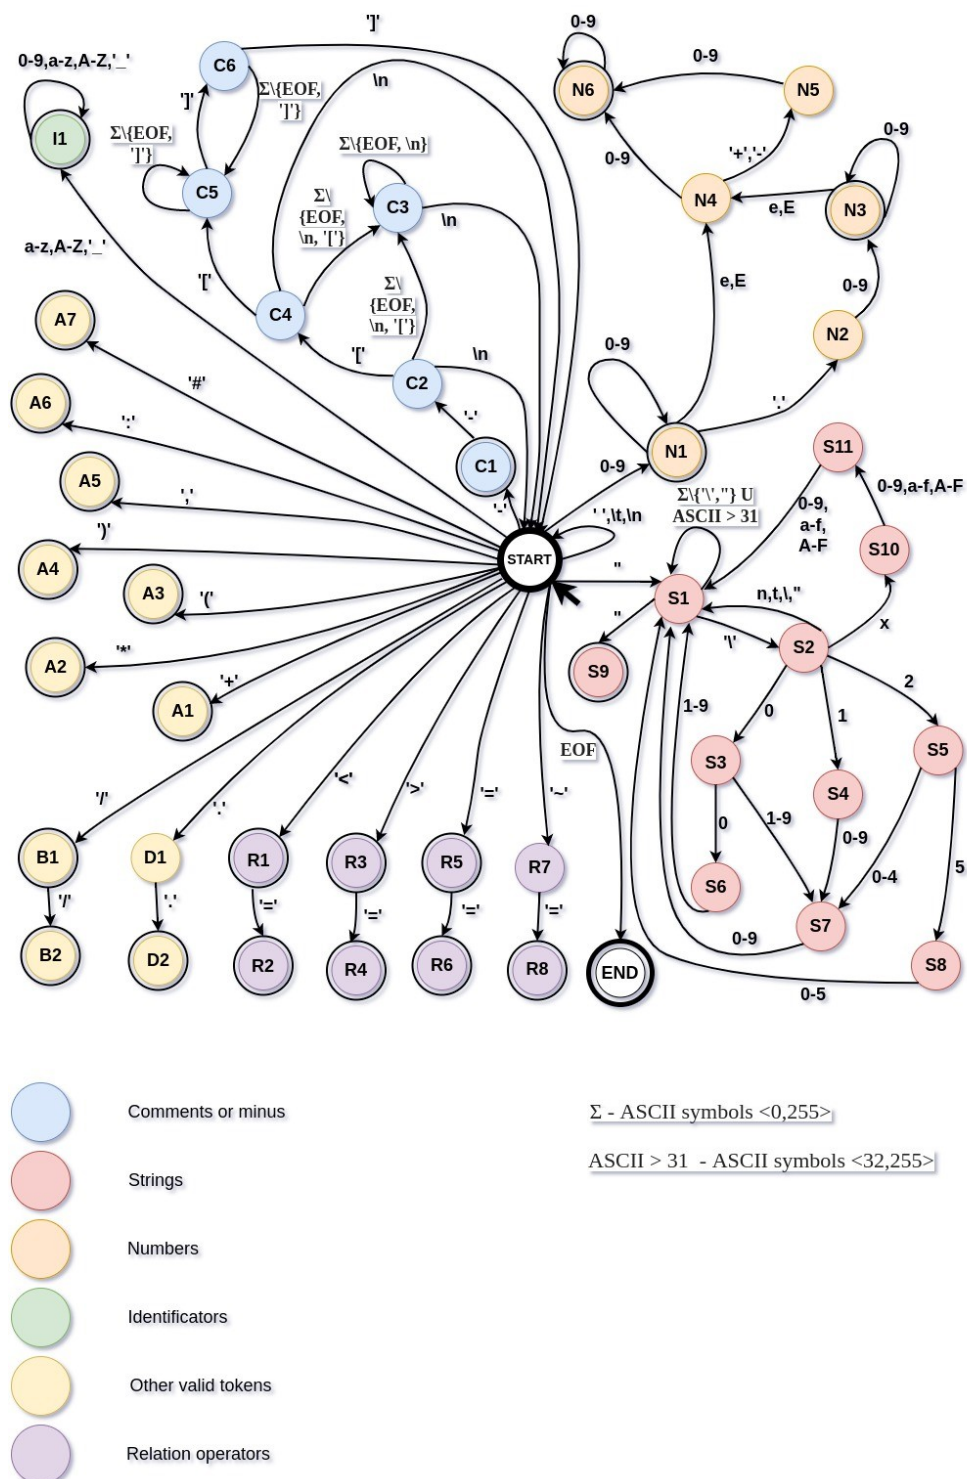 ']'
0-9,a-z,A-Z,'_'
C6
\n
0-9
0-9
N6
N5
Σ\{EOF,
']'}
']'
I1
Σ\{EOF,
']'}
Σ\{EOF, \n}
0-9
0-9
'+','-'
C5
C3
N4
N3
e,E
Σ\
{EOF,
\n, '['}
\n
a-z,A-Z,'_'
'['
e,E
0-9
Σ\
{EOF,
\n, '['}
A7
C4
N2
0-9
'['
\n
'#'
C2
A6
':'
'-'
'.'
S11
N1
C1
0-9
A5
','
'-'
Σ\{'\',"} U
ASCII > 31
0-9,a-f,A-F
0-9,
a-f,
A-F
' ',\t,\n
')'
START
S10
A4
"
A3
'('
S1
n,t,\,"
"
'\'
x
S2
'*'
A2
S9
'+'
A1
2
1-9
0
1
EOF
S3
S5
'/'
'.'
'<'
'>'
'='
'~'
S4
0
1-9
0-9
B1
D1
R1
R3
R5
R7
0-4
5
S6
'/'
'.'
'='
'='
'='
'='
S7
0-9
B2
D2
R2
R4
R6
R8
END
S8
0-5
Comments or minus
Σ - ASCII symbols <0,255>
ASCII > 31 - ASCII symbols <32,255>
Strings
Numbers
Identificators
Other valid tokens
Relation operators